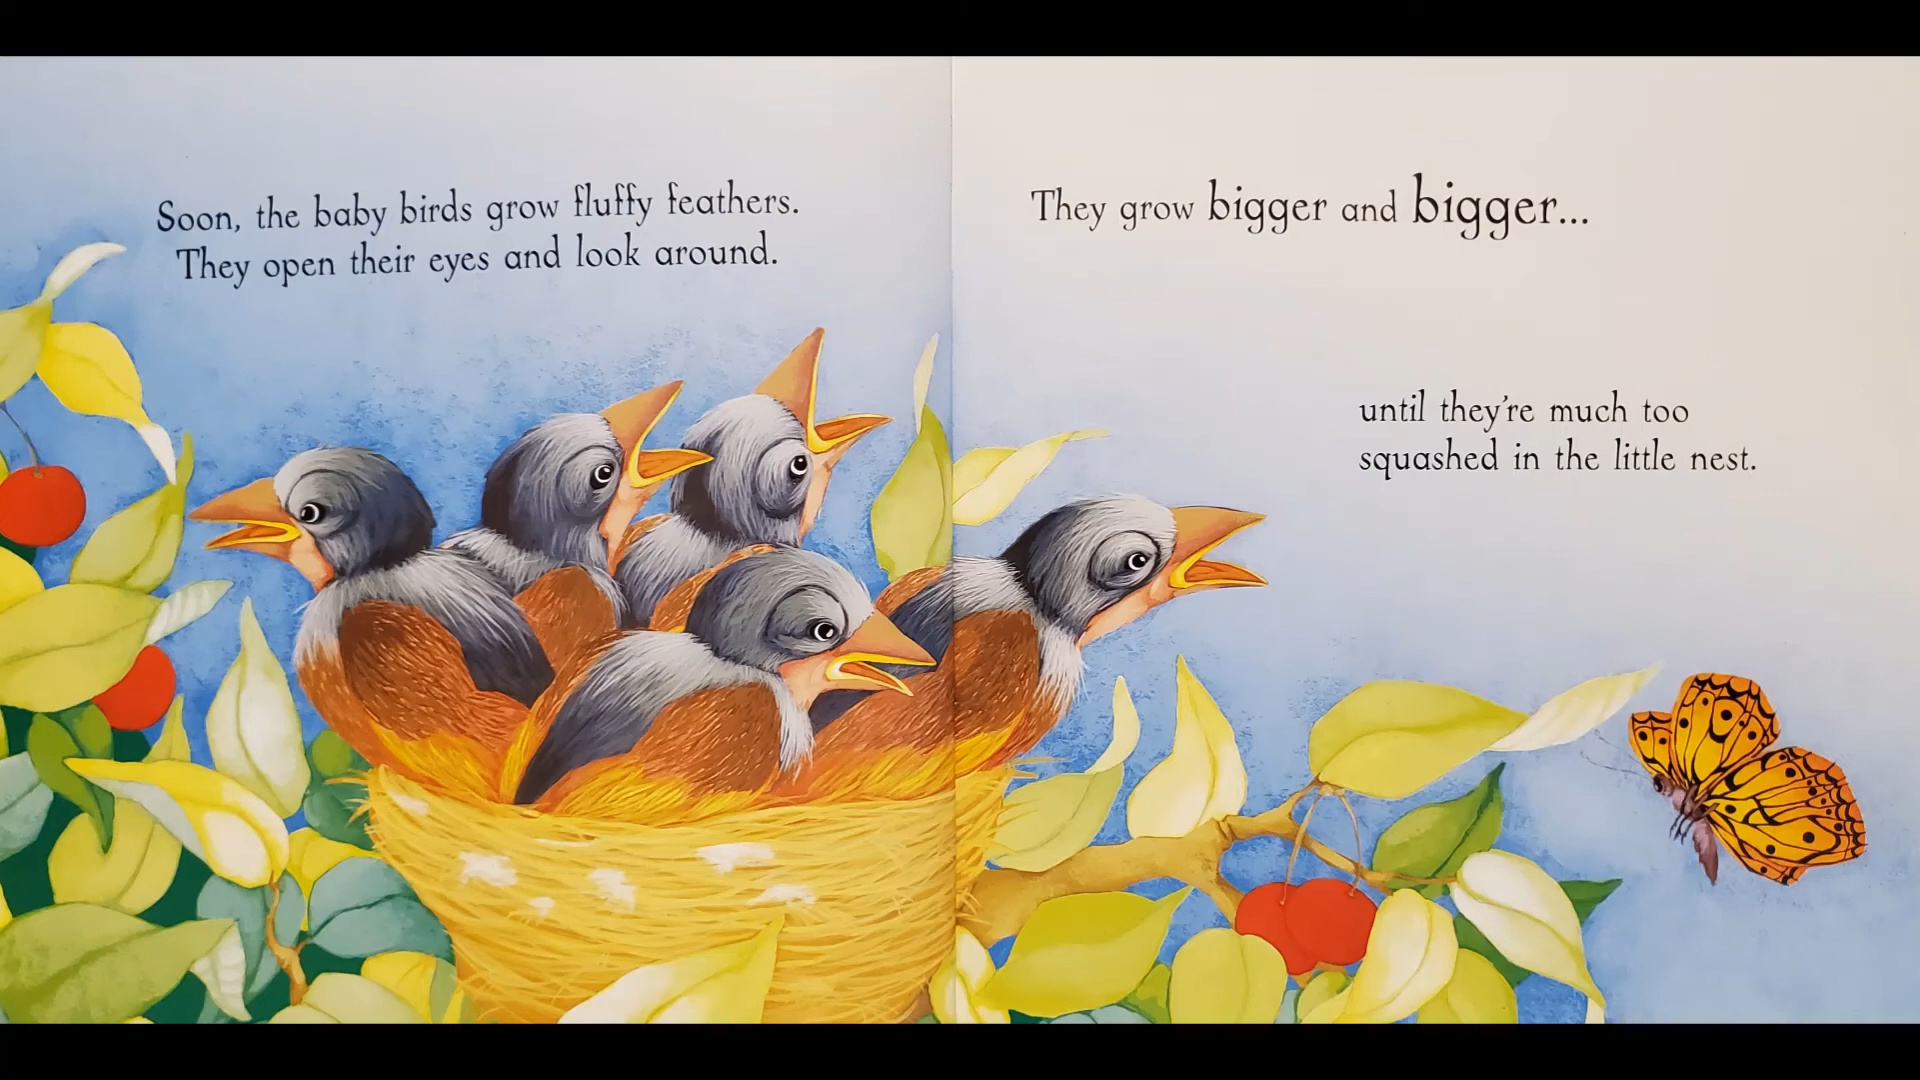 Soon, the baby birds grow fluffy feathers.
They open their eyes and look around.
They grow bigger and bigger...
until they're much too
squashed in the little nest.